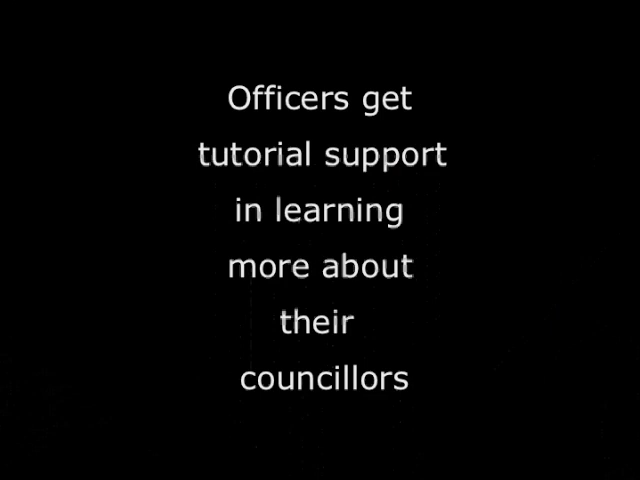 Officers get
tutorial support
in learning
more about
their
councillors